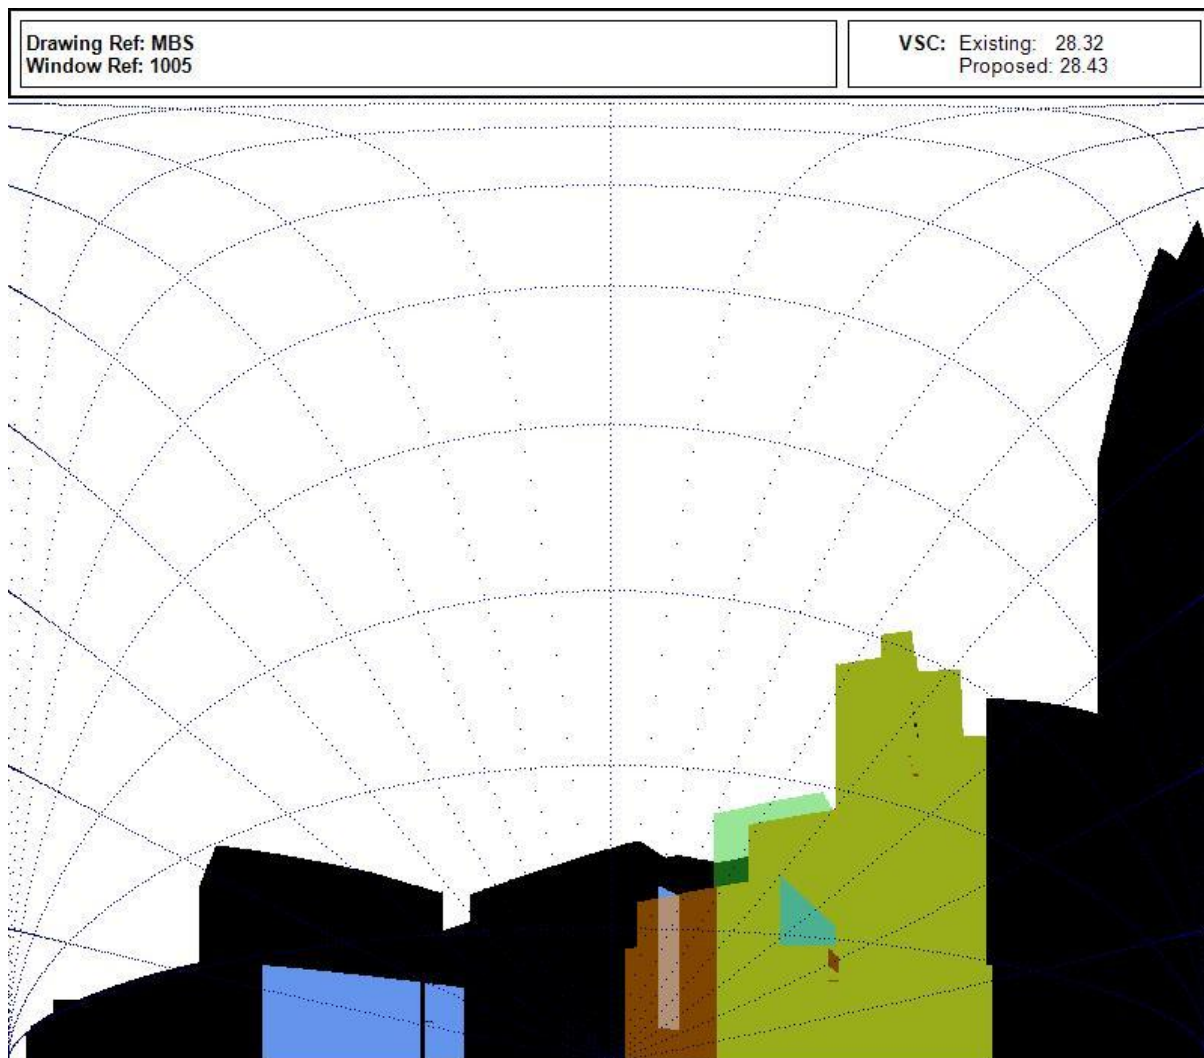 Drawing Ref: MBS
Window Ref: 1005
VSC: Existing: 28.32
Proposed: 28.43